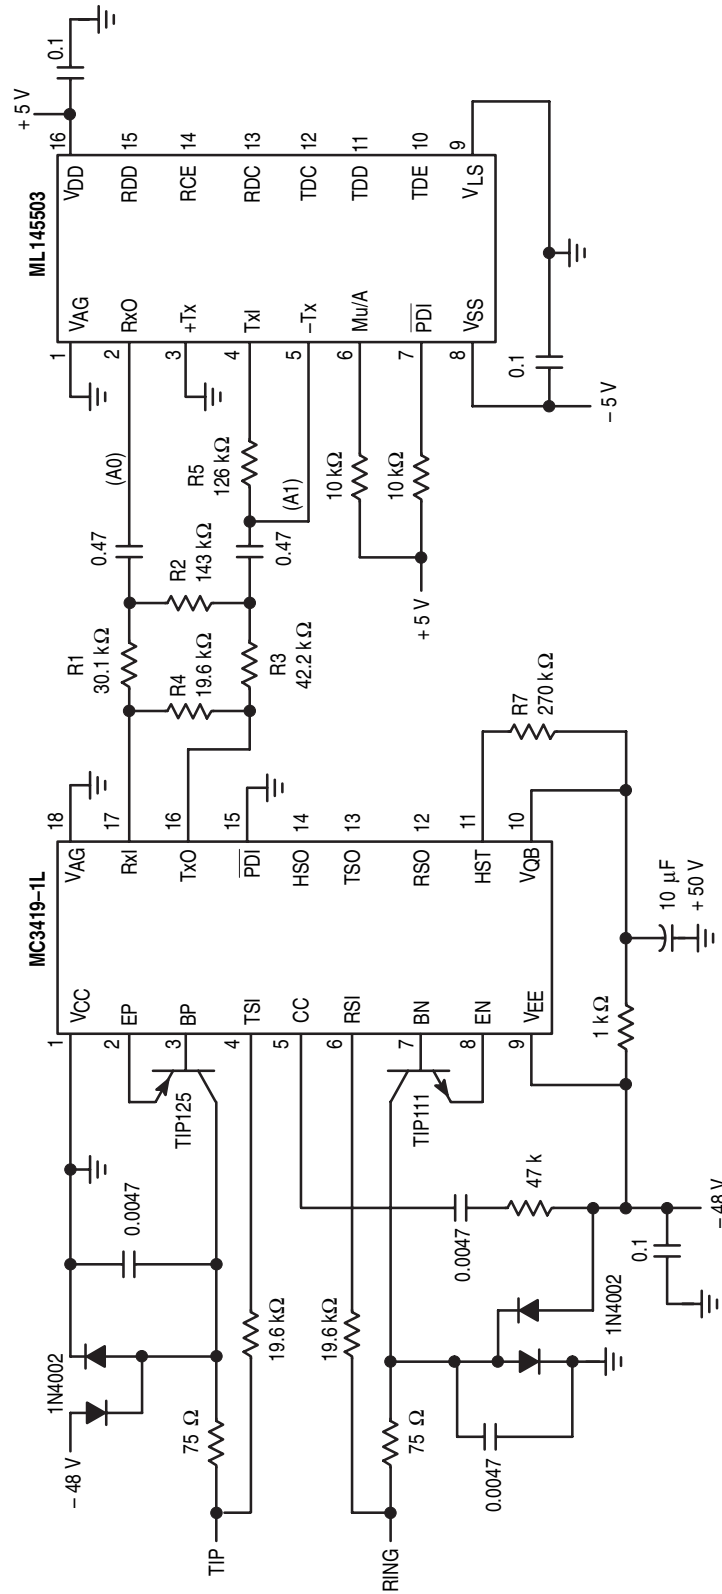 MC3419–1L
ML145503
TIP
RING
– 48 V
1N4002
0.0047
75 Ω
19.6 kΩ
TIP125
19.6 kΩ
75 Ω
0.0047
0.0047
47 k
TIP111
1N4002
0.1
– 48 V
1 kΩ
10 μF
+ 50 V
R7
270 kΩ
1 VCC
2 EP
3 BP
4 TSI
5 CC
6 RSI
7 BN
8 EN
9 VEE
VAG 18
RxI 17
TxO 16
PDI 15
HSO 14
TSO 13
RSO 12
HST 11
VQB 10
R1
30.1 kΩ
R4
19.6 kΩ
R2
143 kΩ
R3
42.2 kΩ
0.47
0.47
(A0)
R5
126 kΩ
(A1)
10 kΩ
10 kΩ
+ 5 V
1 VAG
2 RxO
3 +Tx
4 TxI
5 –Tx
6 Mu/A
7 PDI
8 VSS
VDD 16
RDD 15
RCE 14
RDC 13
TDC 12
TDD 11
TDE 10
VLS 9
+ 5 V
0.1
0.1
– 5 V